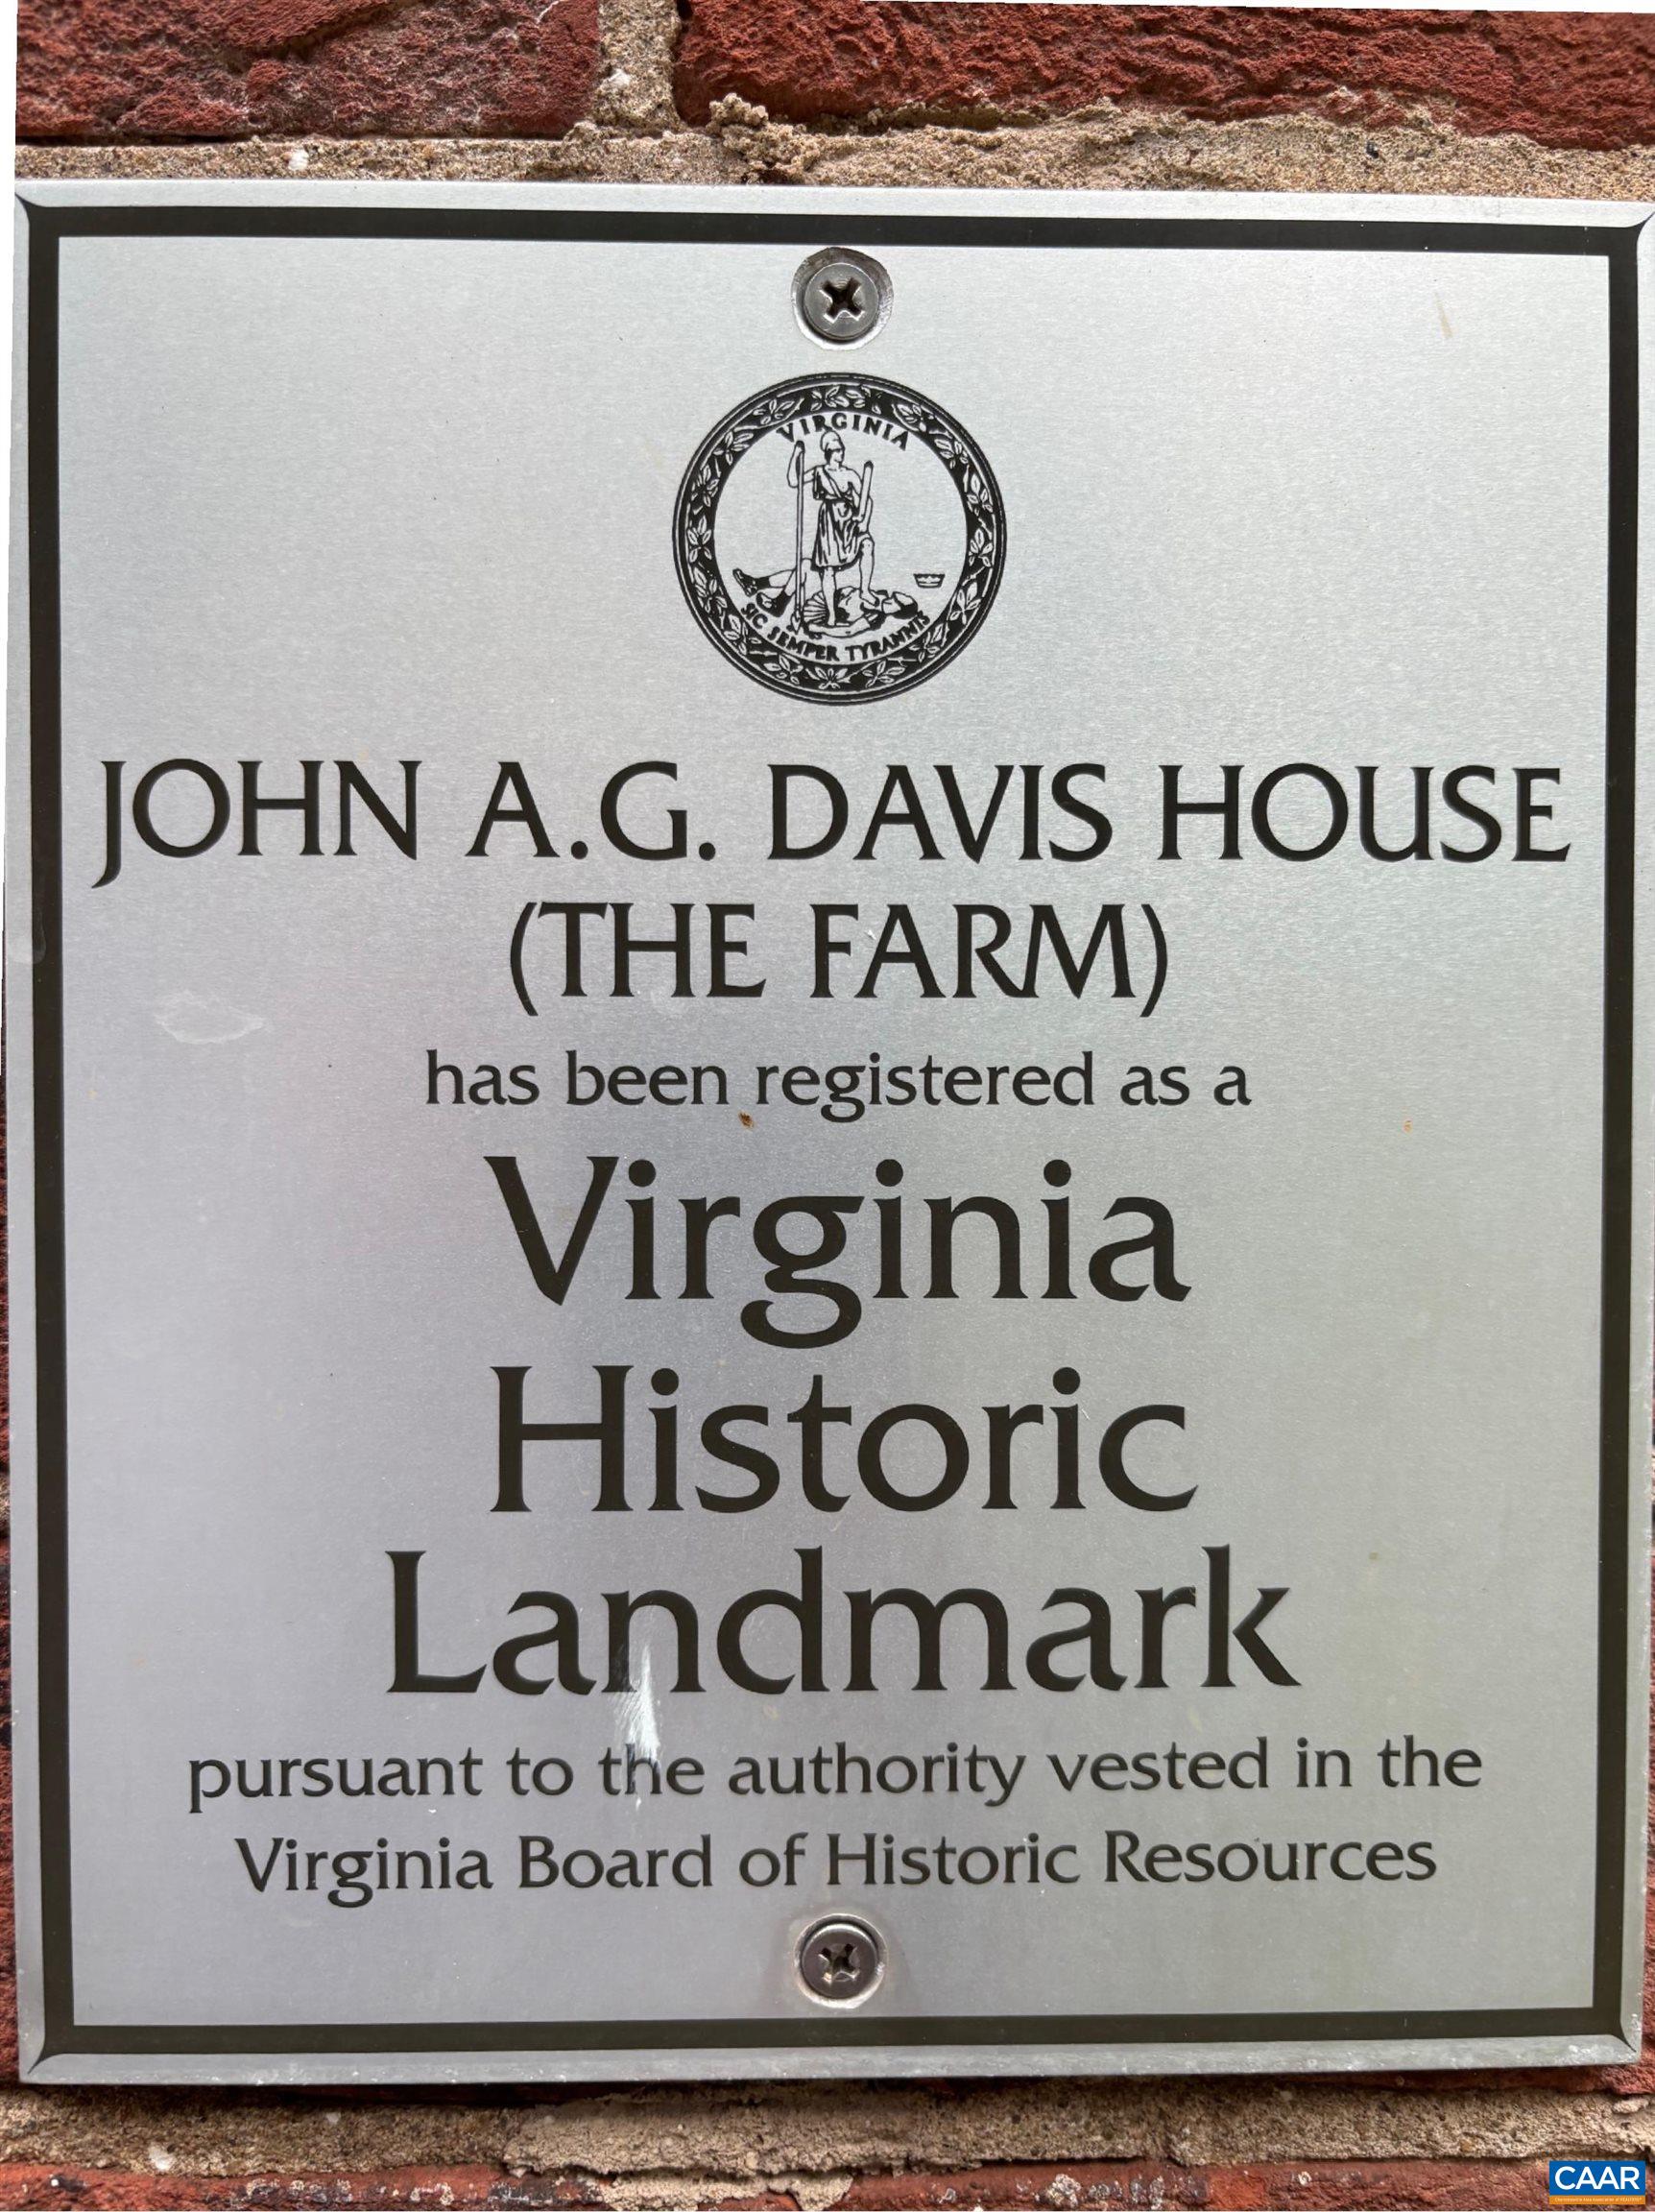 VIRGINIA
SIC SEMPER TYRANNIS
JOHN A.G. DAVIS HOUSE
(THE FARM)
has been registered as a
Virginia
Historic
Landmark
pursuant to the authority vested in the
Virginia Board of Historic Resources
CAAR